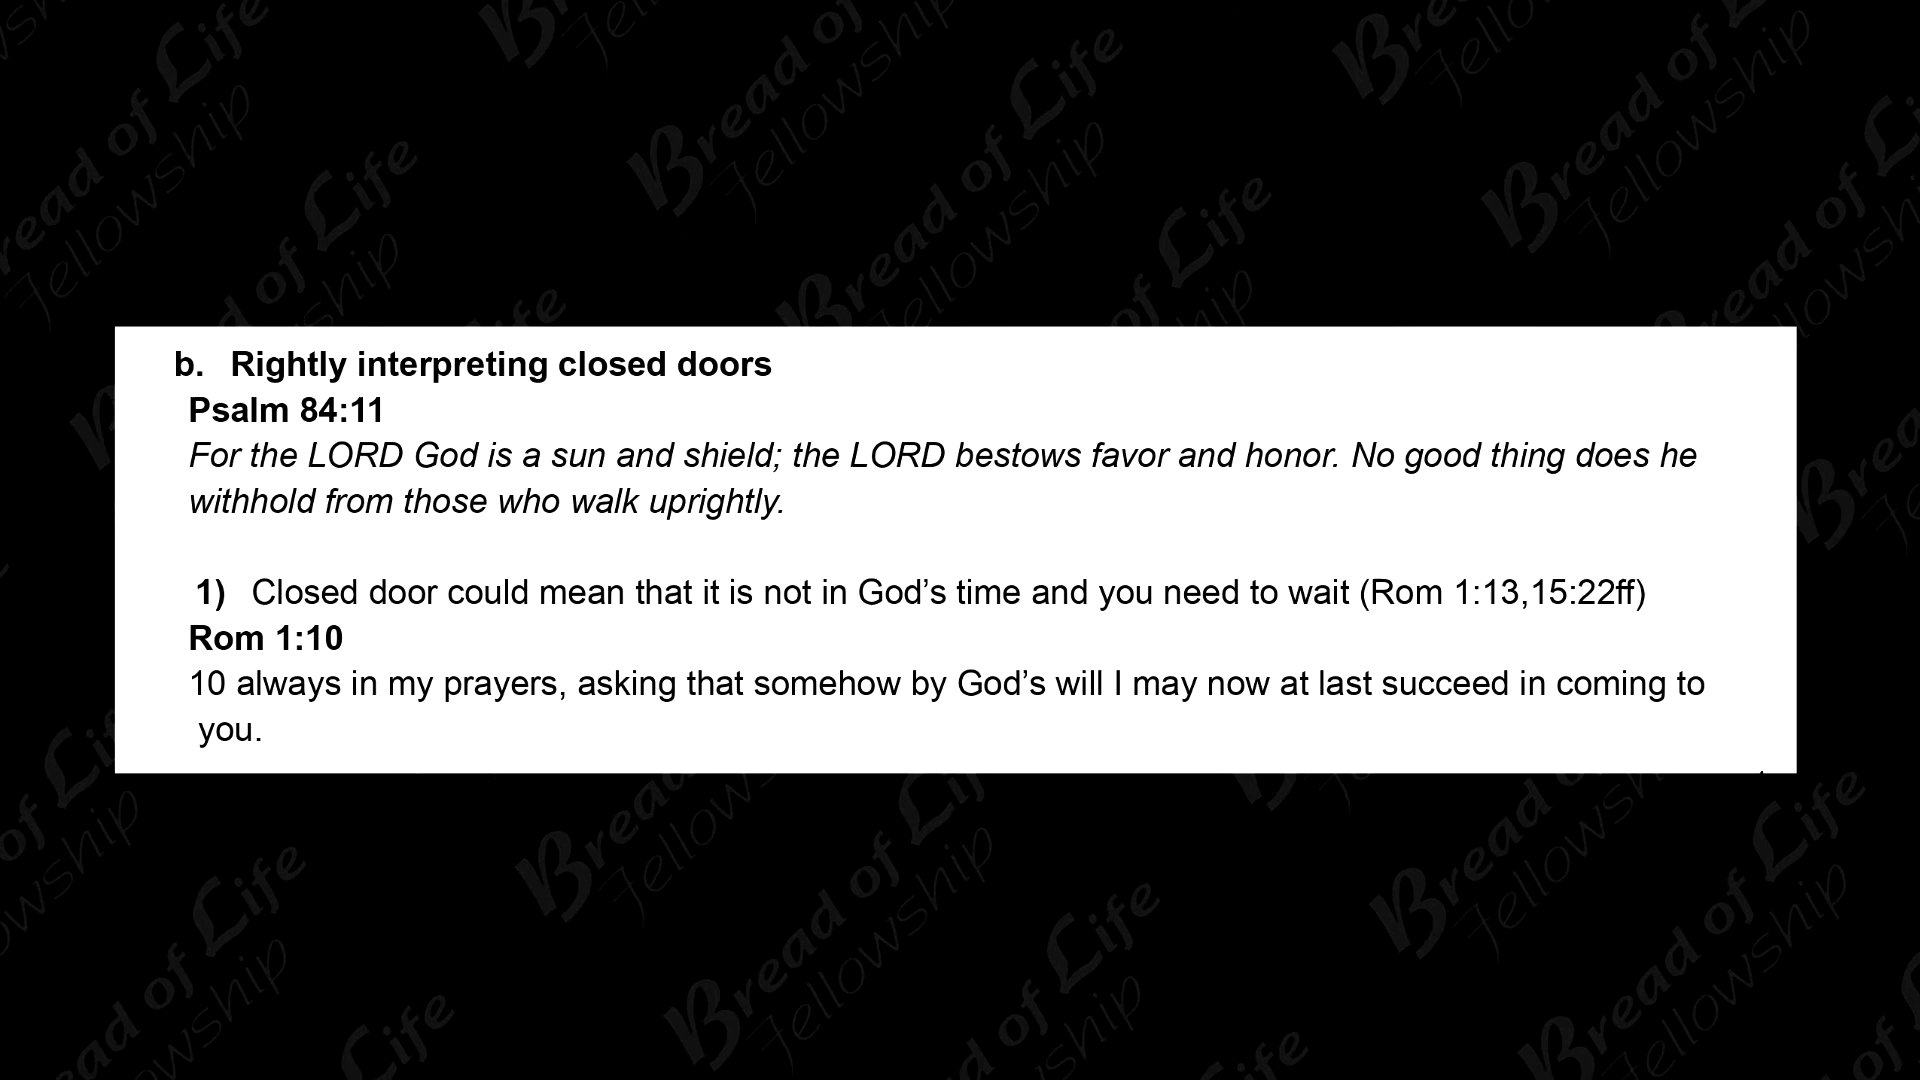 b. Rightly interpreting closed doors
Psalm 84:11
For the LORD God is a sun and shield; the LORD bestows favor and honor. No good thing does he
withhold from those who walk uprightly.
1) Closed door could mean that it is not in God’s time and you need to wait (Rom 1:13,15:22ff)
Rom 1:10
10 always in my prayers, asking that somehow by God’s will I may now at last succeed in coming to
you.
Bread of Life
Fellowship